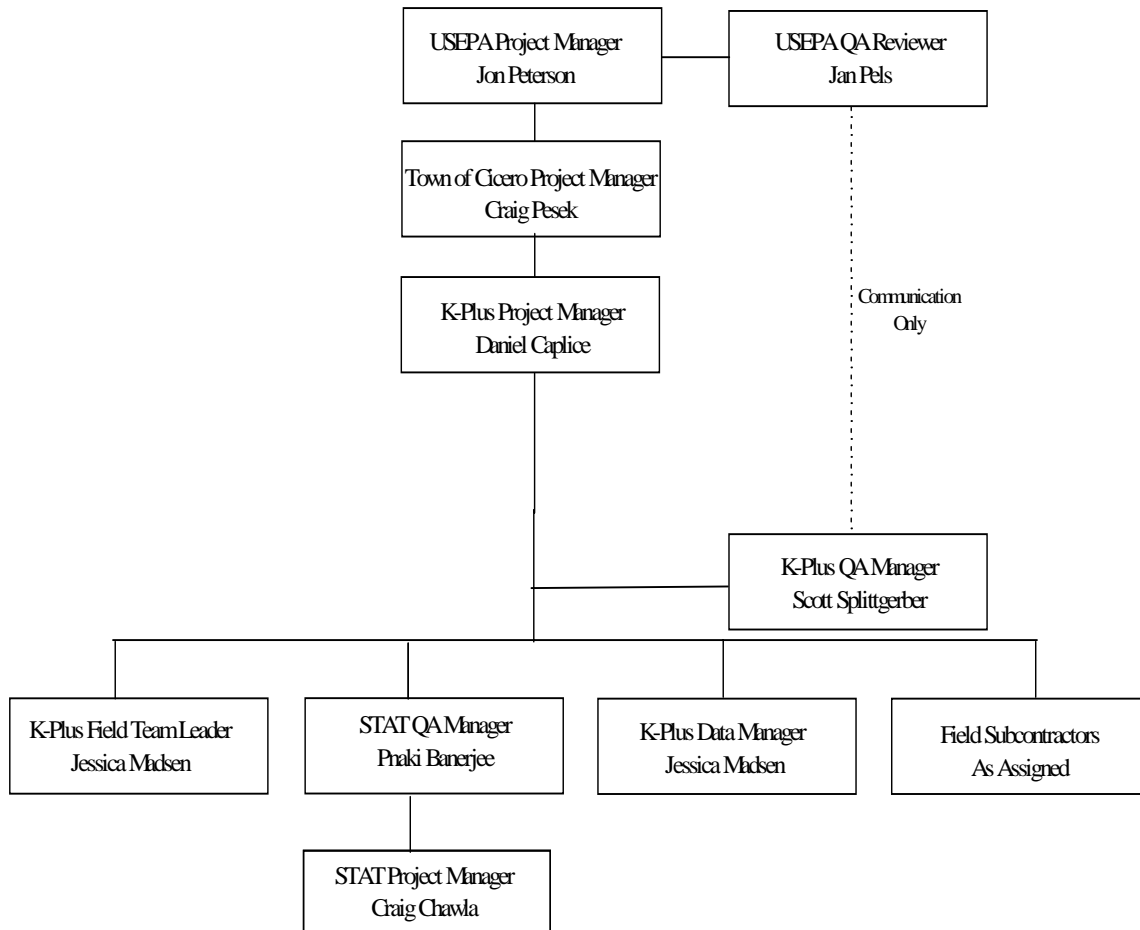 USEPA Project Manager
Jon Peterson
USEPA QA Reviewer
Jan Pels
Town of Cicero Project Manager
Craig Pesek
K-Plus Project Manager
Daniel Caplice
Communication
Only
K-Plus QA Manager
Scott Splittgerber
K-Plus Field Team Leader
Jessica Madsen
STAT QA Manager
Pnaki Banerjee
K-Plus Data Manager
Jessica Madsen
Field Subcontractors
As Assigned
STAT Project Manager
Craig Chawla